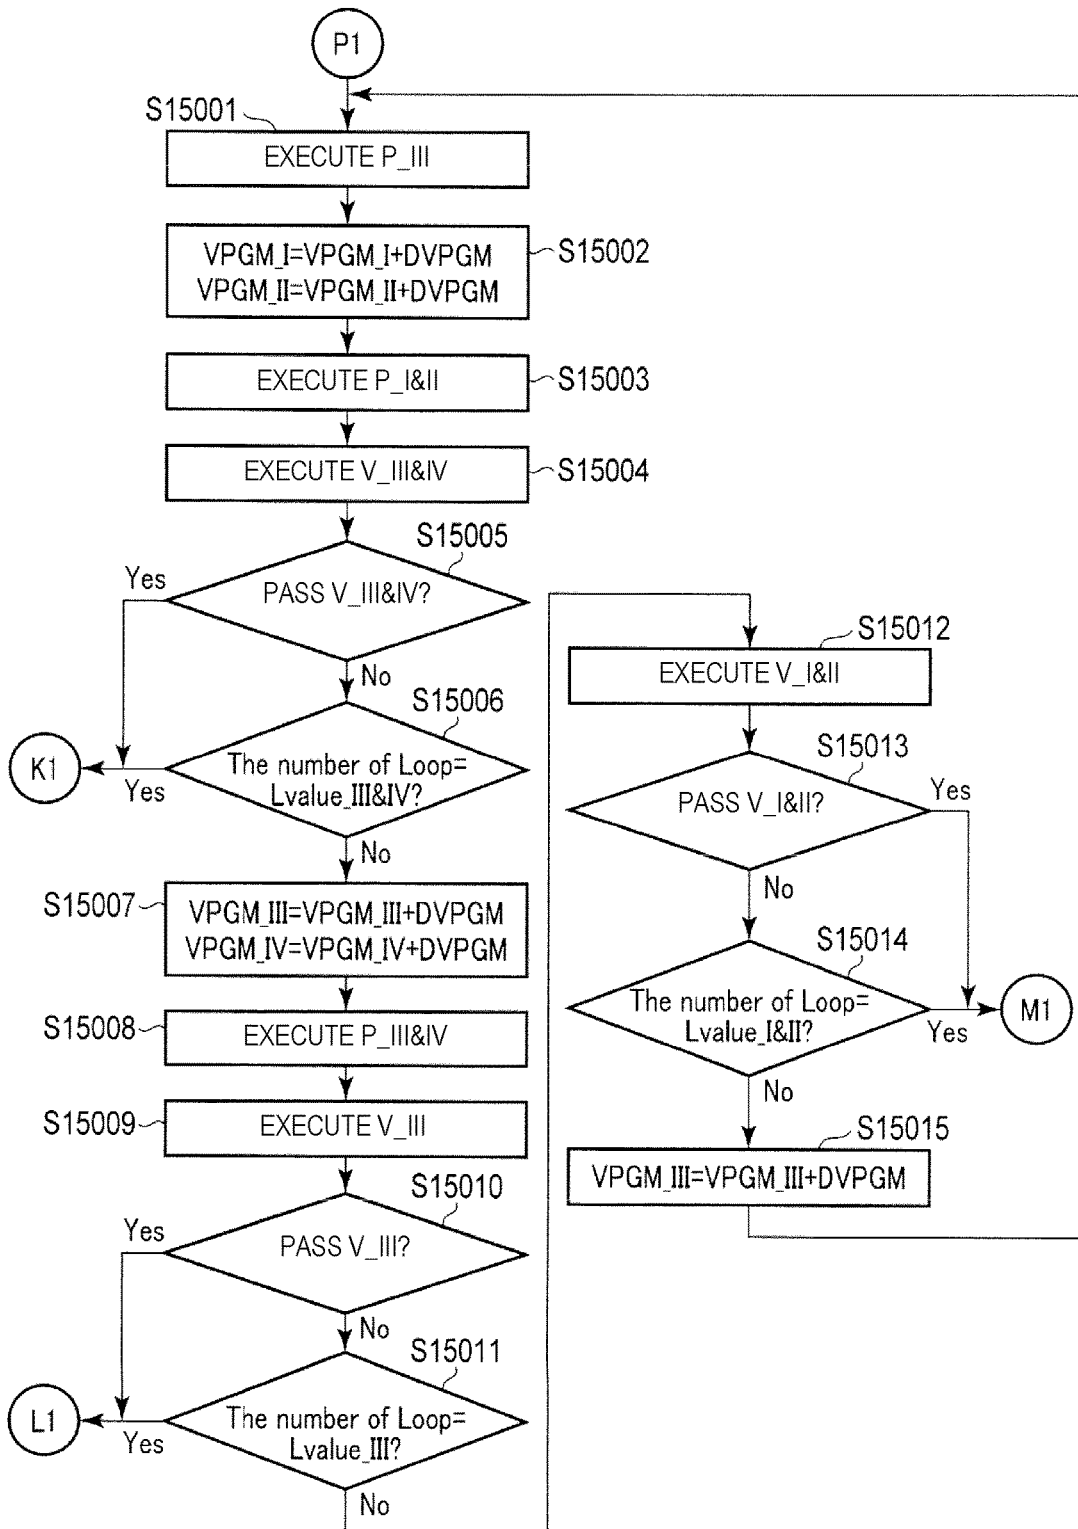 P1
S15001
EXECUTE P_III
VPGM_I=VPGM_I+DVPGM
VPGM_II=VPGM_II+DVPGM
S15002
EXECUTE P_I&II
S15003
EXECUTE V_III&IV
S15004
S15005
PASS V_III&IV?
Yes
No
S15006
The number of Loop=
Lvalue_III&IV?
Yes
K1
No
S15007
VPGM_III=VPGM_III+DVPGM
VPGM_IV=VPGM_IV+DVPGM
S15008
EXECUTE P_III&IV
S15009
EXECUTE V_III
S15010
PASS V_III?
Yes
No
S15011
The number of Loop=
Lvalue_III?
Yes
L1
No
S15012
EXECUTE V_I&II
S15013
PASS V_I&II?
Yes
No
S15014
The number of Loop=
Lvalue_I&II?
Yes
M1
No
S15015
VPGM_III=VPGM_III+DVPGM